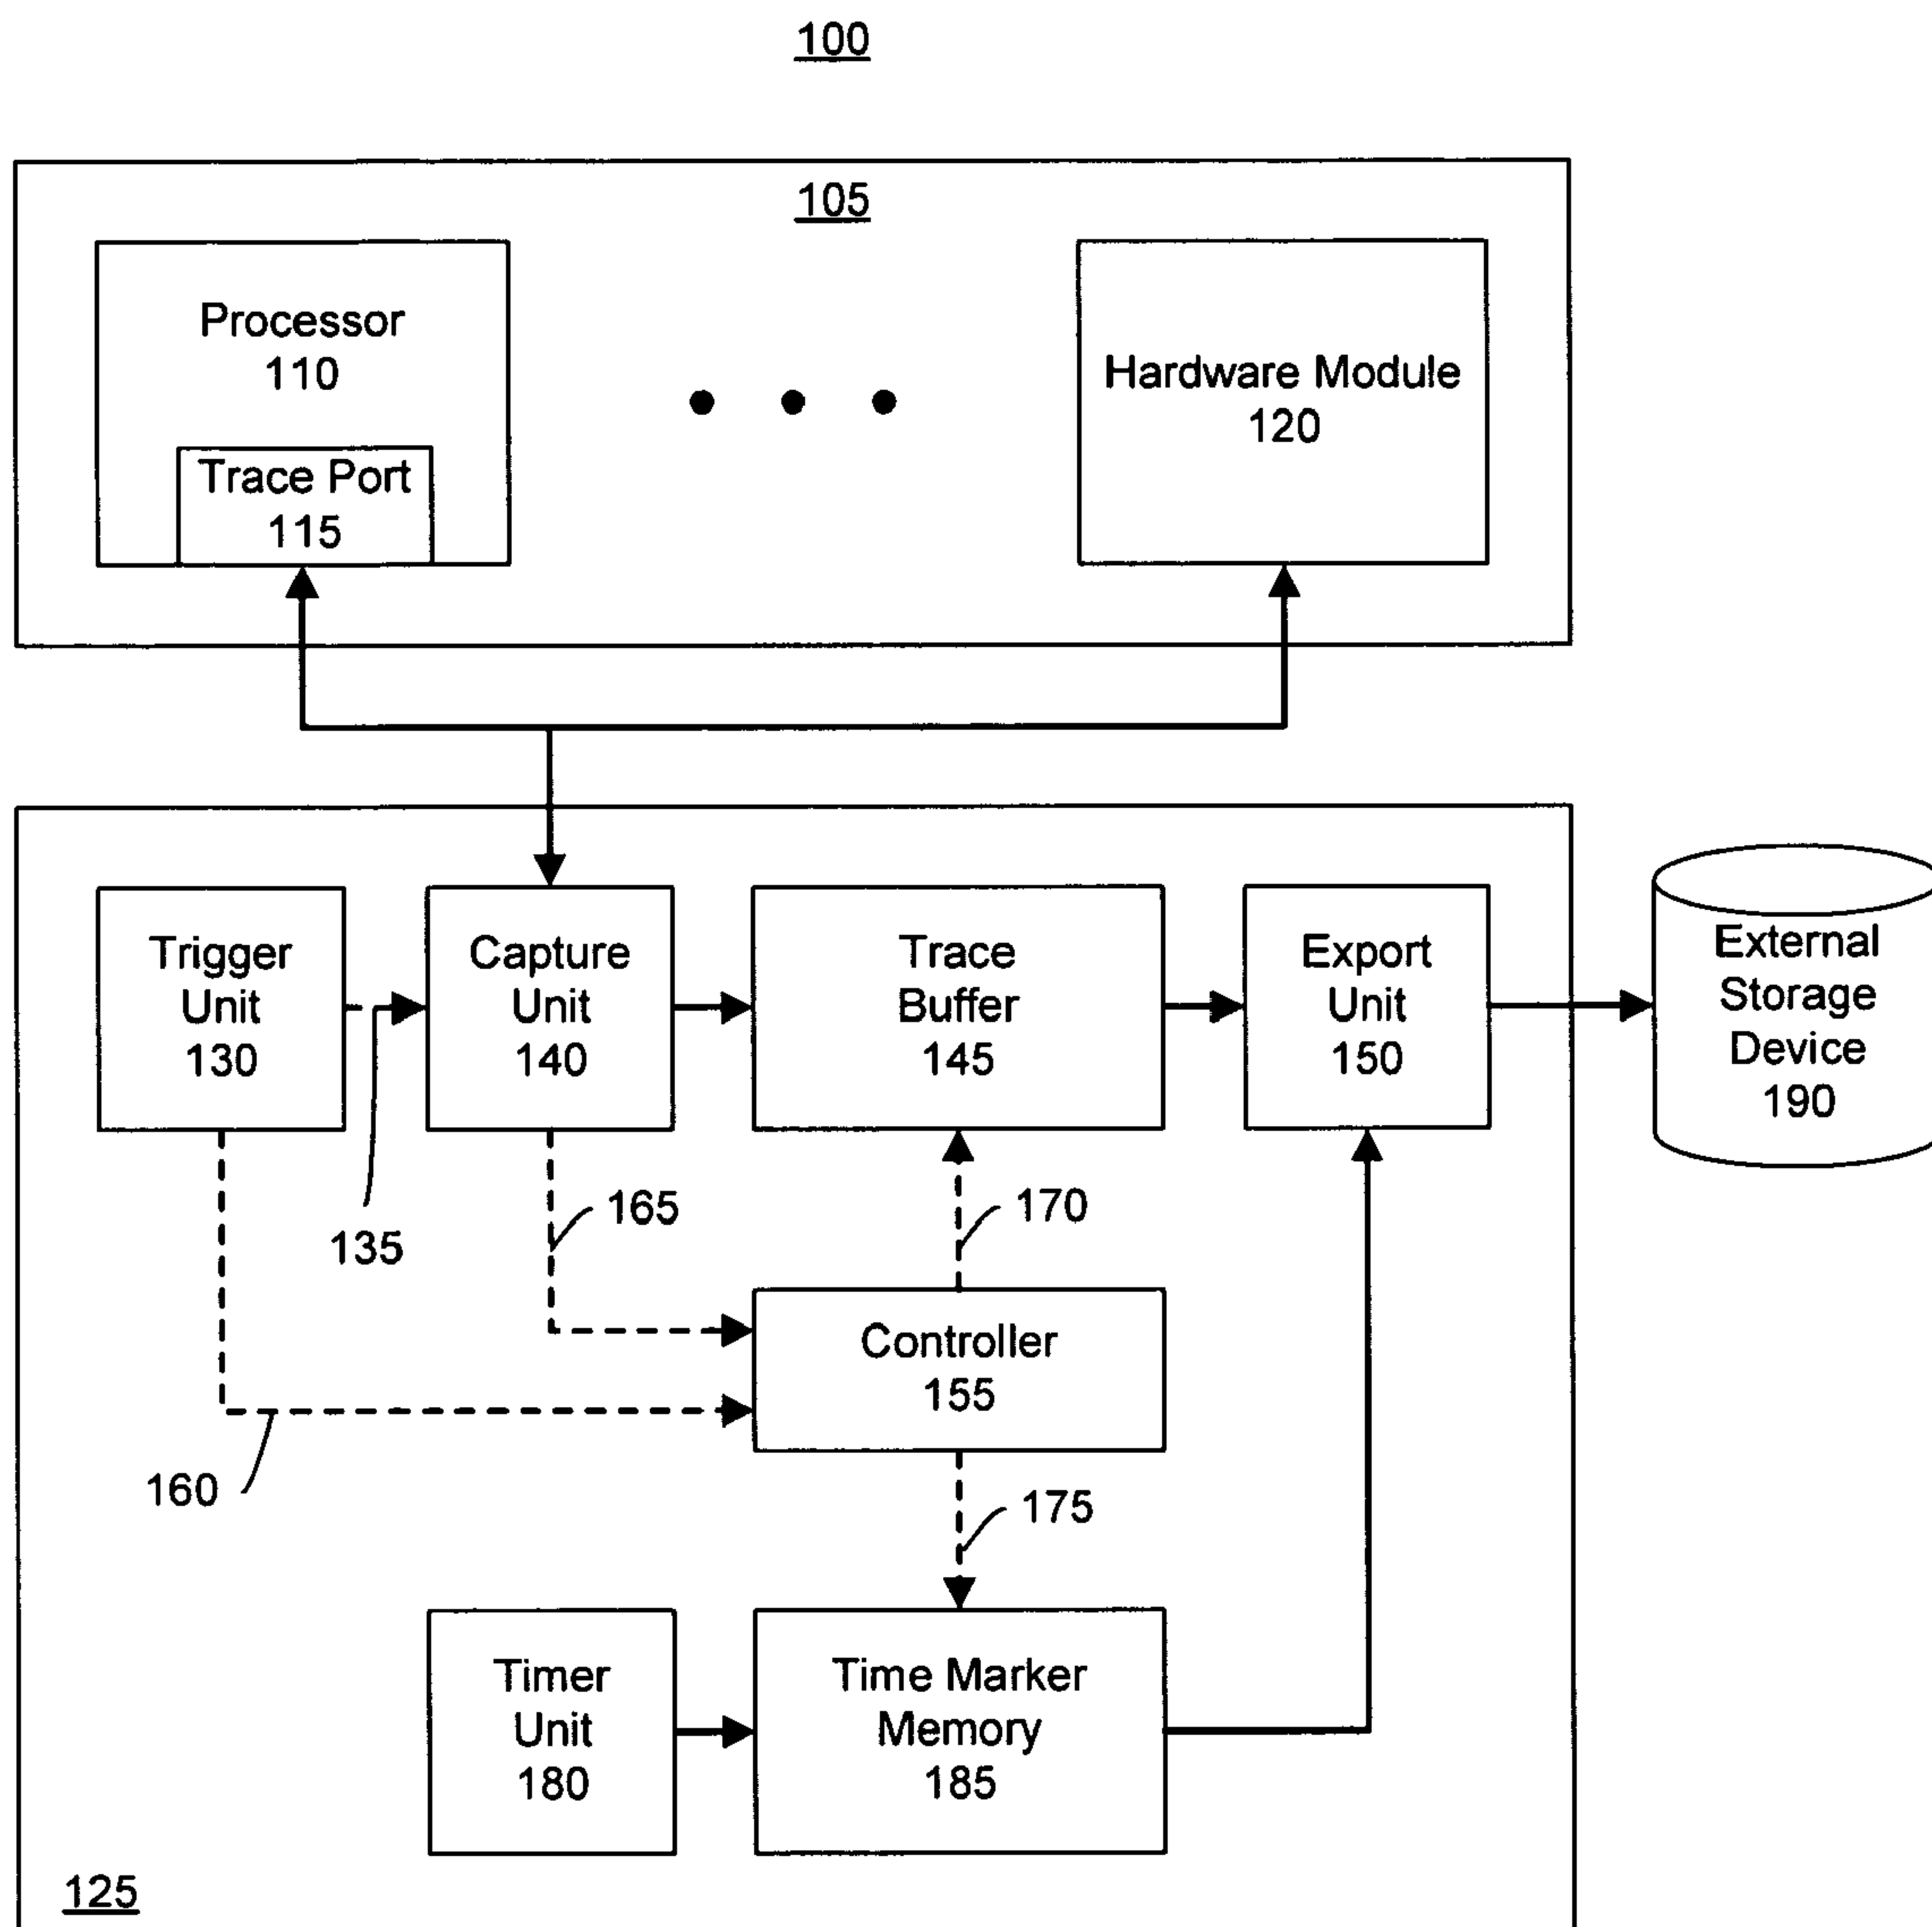 100
105
Processor
110
Trace Port
115
Hardware Module
120
Trigger
Unit
130
Capture
Unit
140
Trace
Buffer
145
Export
Unit
150
External
Storage
Device
190
135
165
170
Controller
155
160
175
Timer
Unit
180
Time Marker
Memory
185
125